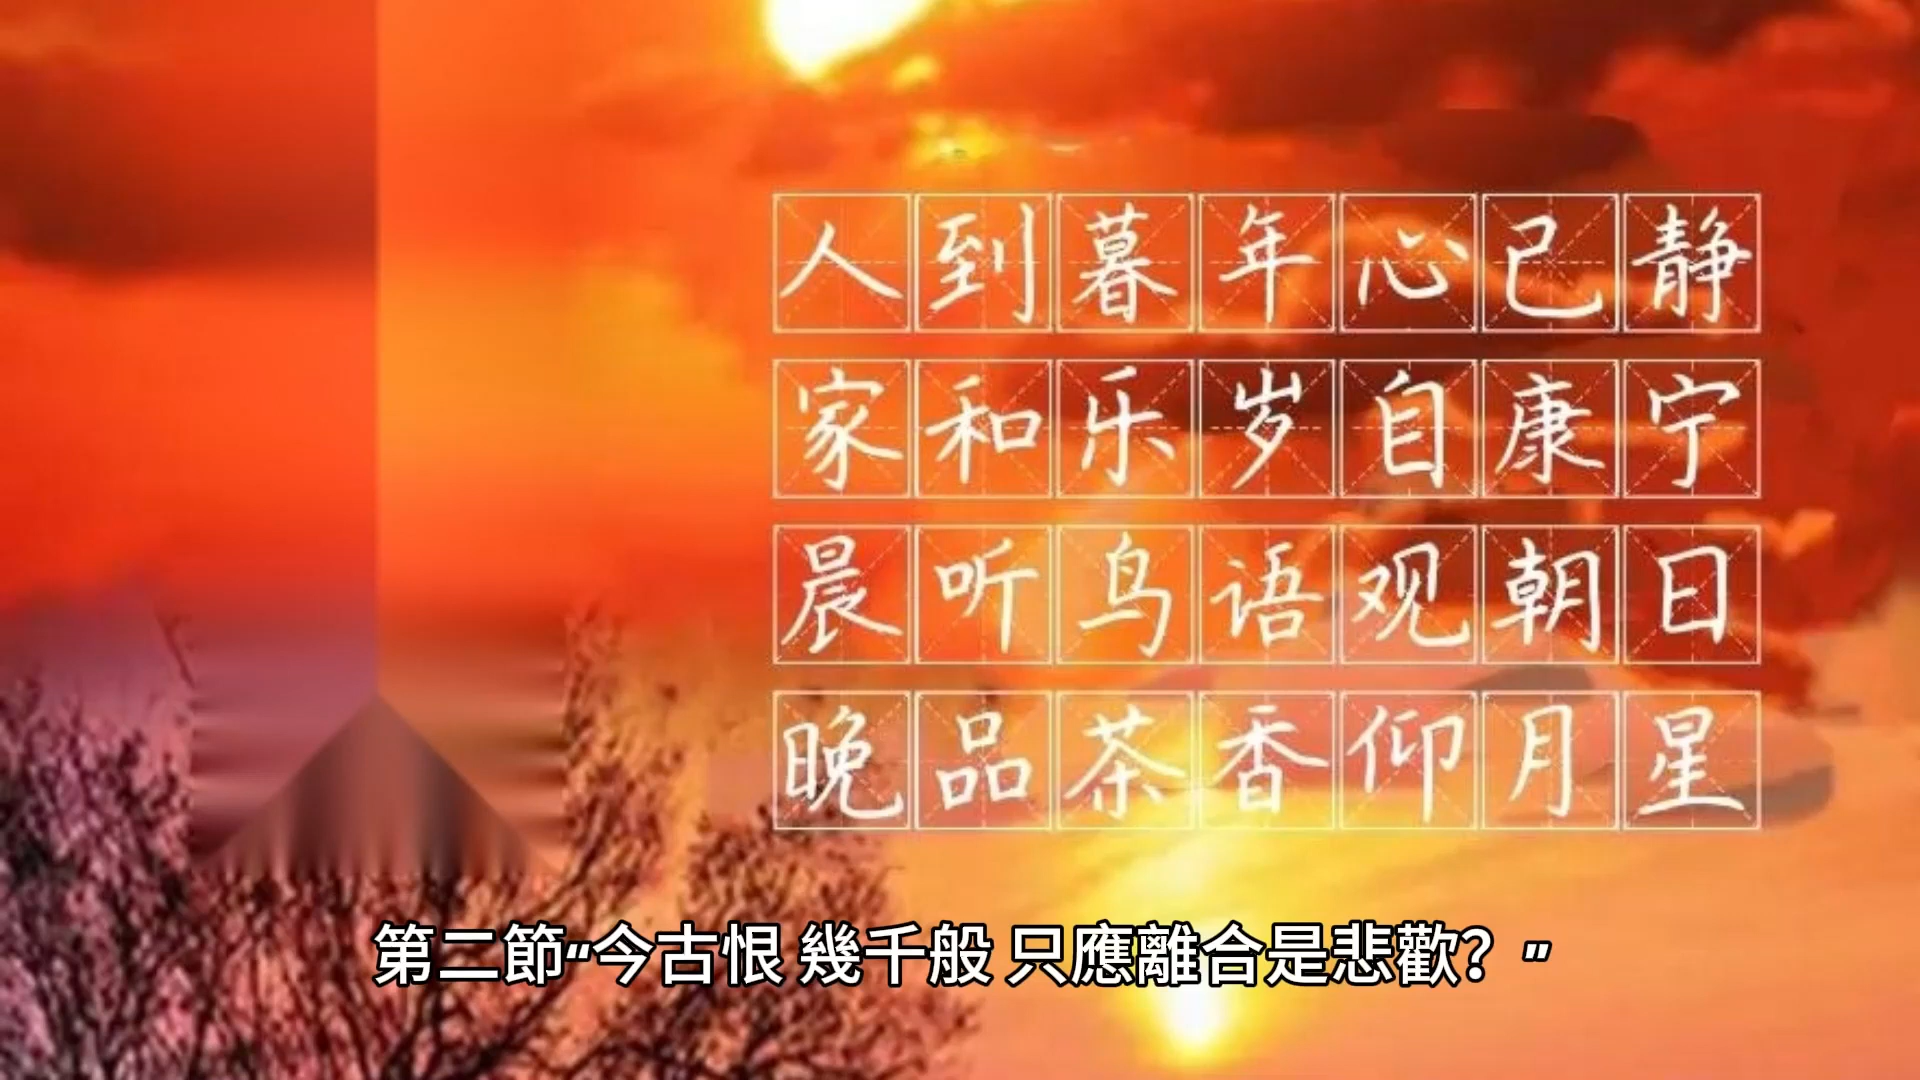 人到暮年心已静
家和乐岁自康宁
晨听鸟语观朝日
晚品茶香仰月星
第二節“今古恨 幾千般 只應離合是悲歡？”